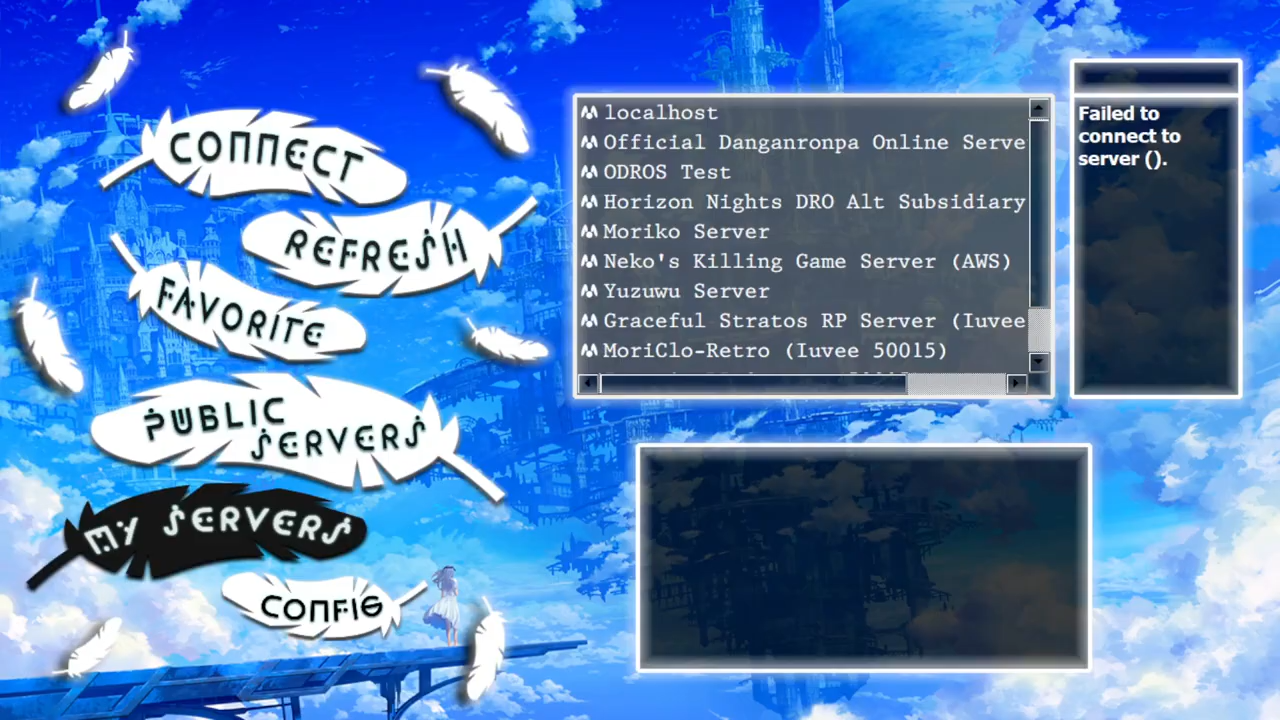 CONNECT
REFRESH
FAVORITE
PUBLIC
SERVERS
MY SERVERS
CONFIG
localhost
Official Danganronpa Online Serve
ODROS Test
Horizon Nights DRO Alt Subsidiary
Moriko Server
Neko's Killing Game Server (AWS)
Yuzuwu Server
Graceful Stratos RP Server (Iuvee
MoriClo-Retro (Iuvee 50015)
Failed to
connect to
server ().